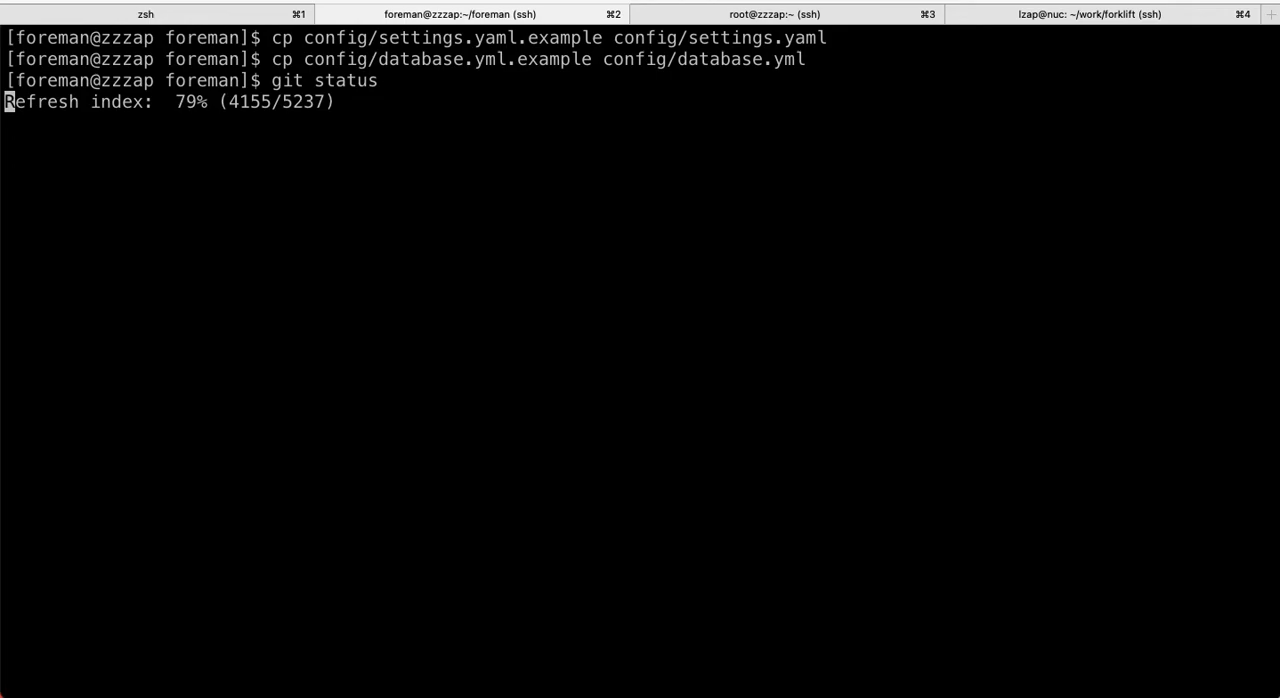 zsh ⌘1 foreman@zzzap:~/foreman (ssh) ⌘2 root@zzzap:~ (ssh) ⌘3 lzap@nuc: ~/work/forklift (ssh) ⌘4 +
[foreman@zzzap foreman]$ cp config/settings.yaml.example config/settings.yaml
[foreman@zzzap foreman]$ cp config/database.yml.example config/database.yml
[foreman@zzzap foreman]$ git status
Refresh index:  79% (4155/5237)